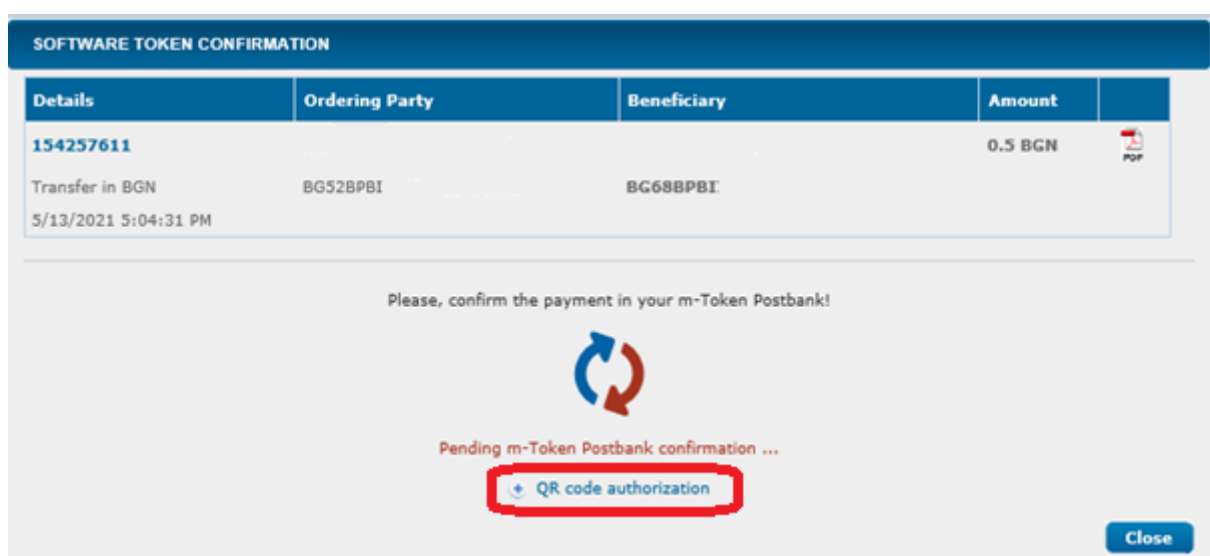 SOFTWARE TOKEN CONFIRMATION
Details Ordering Party Beneficiary Amount
154257611 0.5 BGN PDF
Transfer in BGN BG52BPBI BG68BPBI
5/13/2021 5:04:31 PM
Please, confirm the payment in your m-Token Postbank!
Pending m-Token Postbank confirmation ...
QR code authorization
Close